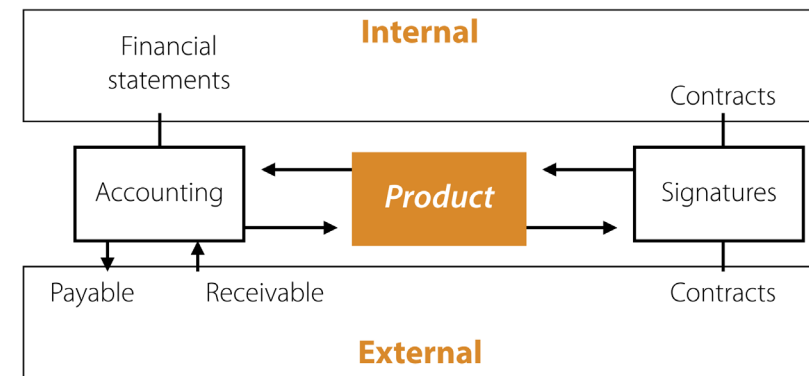 Internal
Financial
statements
Contracts
Accounting
Product
Signatures
Payable
Receivable
Contracts
External